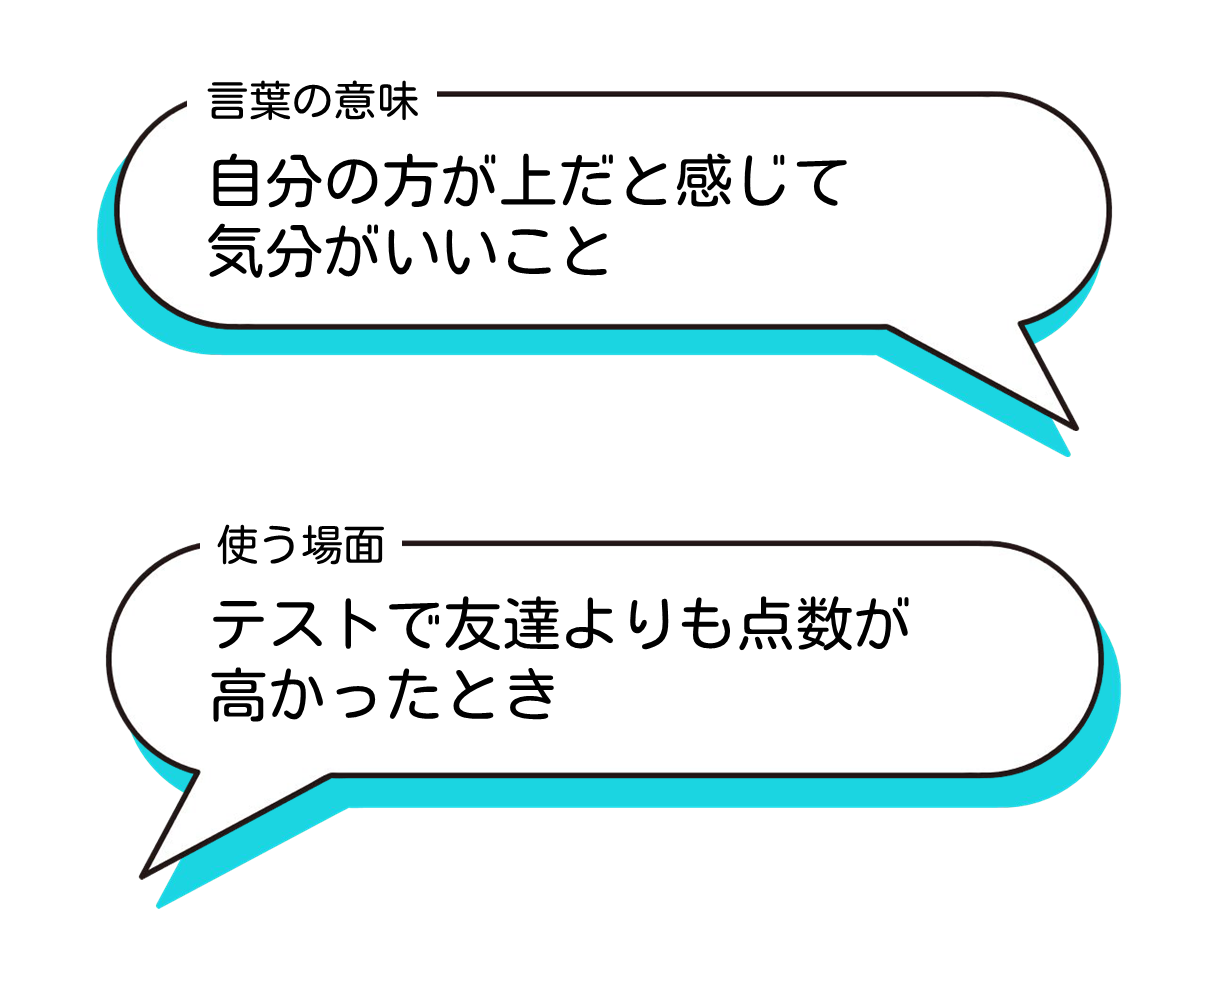 言葉の意味
自分の方が上だと感じて
気分がいいこと
使う場面
テストで友達よりも点数が
高かったとき